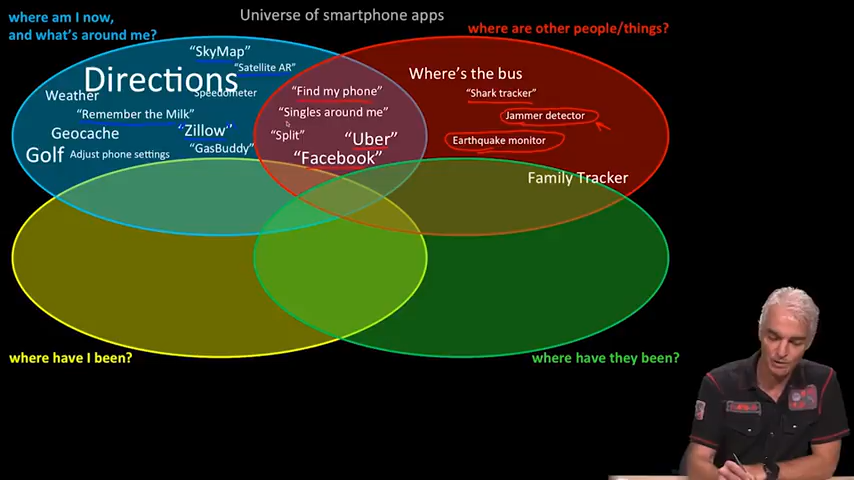 Universe of smartphone apps
where am I now,
and what's around me?
where are other people/things?
"SkyMap"
"Satellite AR"
Directions
Speedometer
Weather
"Remember the Milk"
Geocache
"Zillow"
Golf
Adjust phone settings
"GasBuddy"
"Find my phone"
"Singles around me"
"Split"
"Uber"
"Facebook"
Where's the bus
"Shark tracker"
Jammer detector
Earthquake monitor
Family Tracker
where have I been?
where have they been?